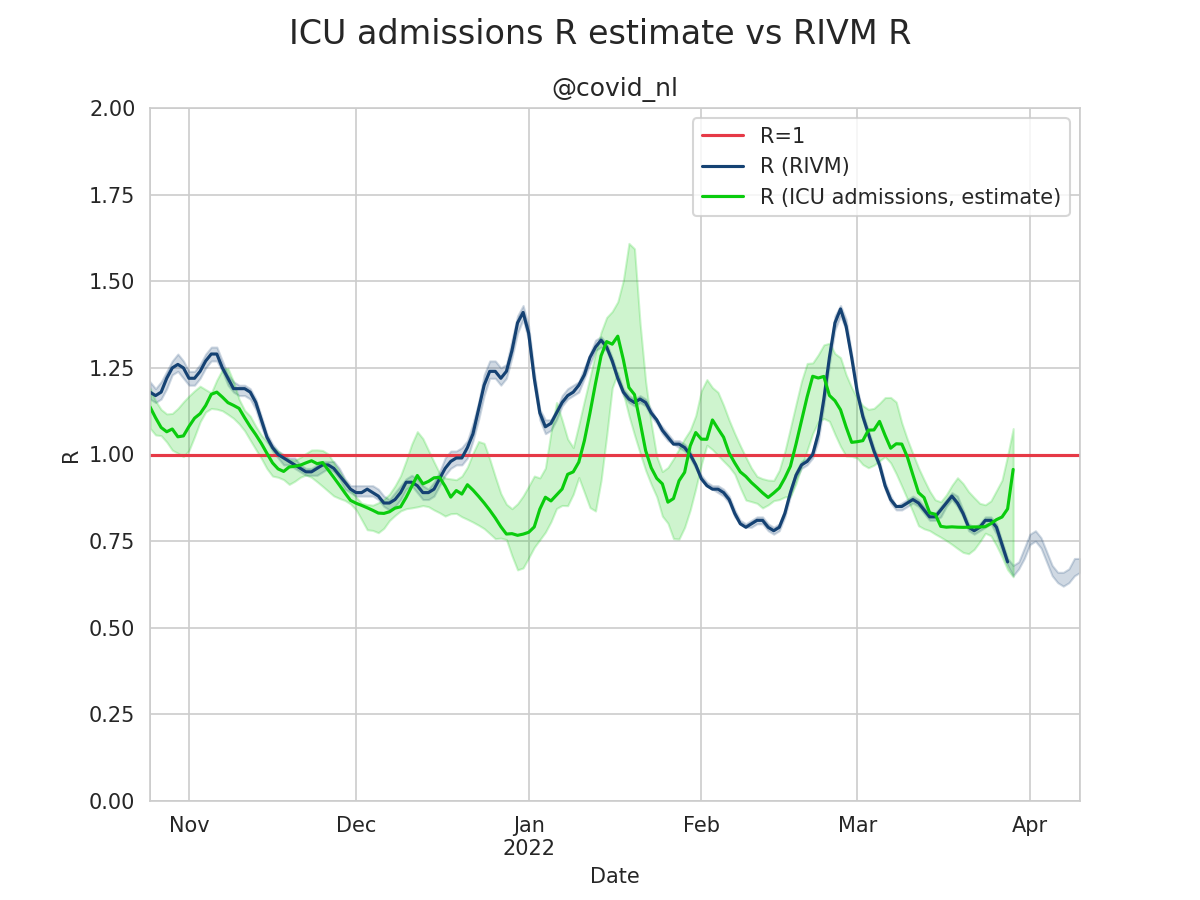 ICU admissions R estimate vs RIVM R
@covid_nl
R=1
R (RIVM)
R (ICU admissions, estimate)
2.00
1.75
1.50
1.25
1.00
0.75
0.50
0.25
0.00
R
Nov Dec Jan Feb Mar Apr
2022
Date